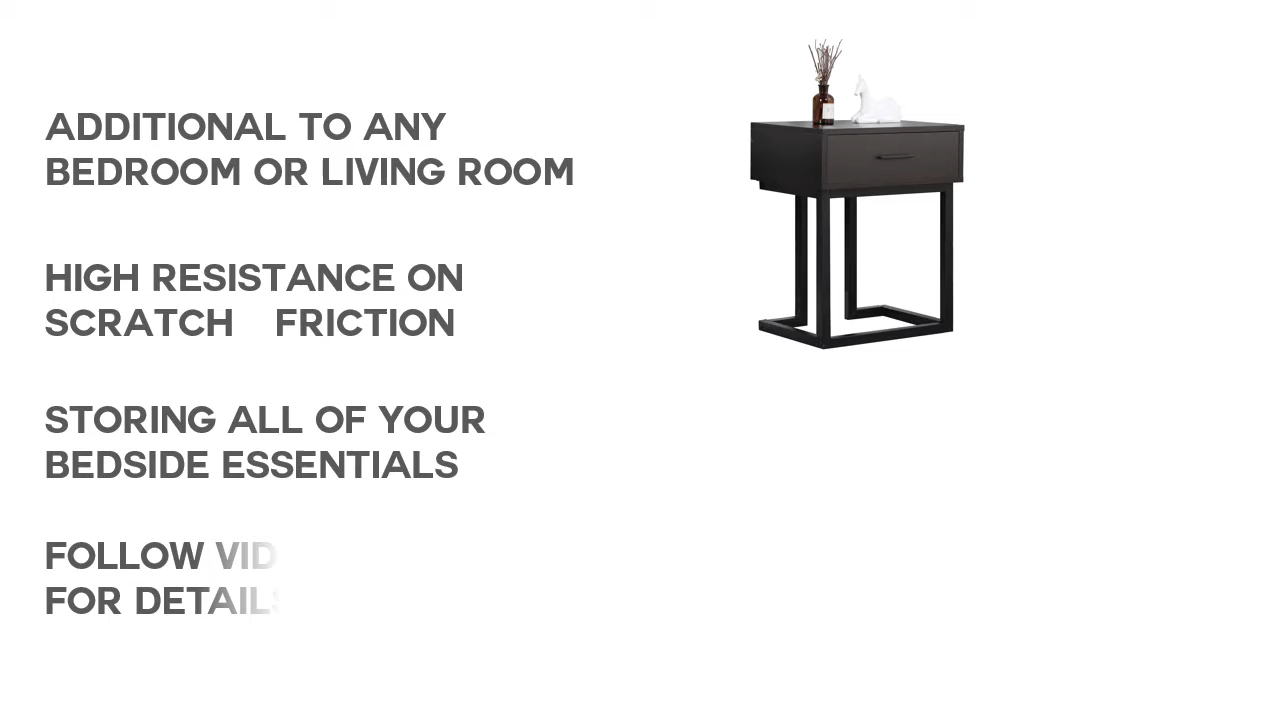 ADDITIONAL TO ANY
BEDROOM OR LIVING ROOM
HIGH RESISTANCE ON
SCRATCH FRICTION
STORING ALL OF YOUR
BEDSIDE ESSENTIALS
FOLLOW VID
FOR DETAILS